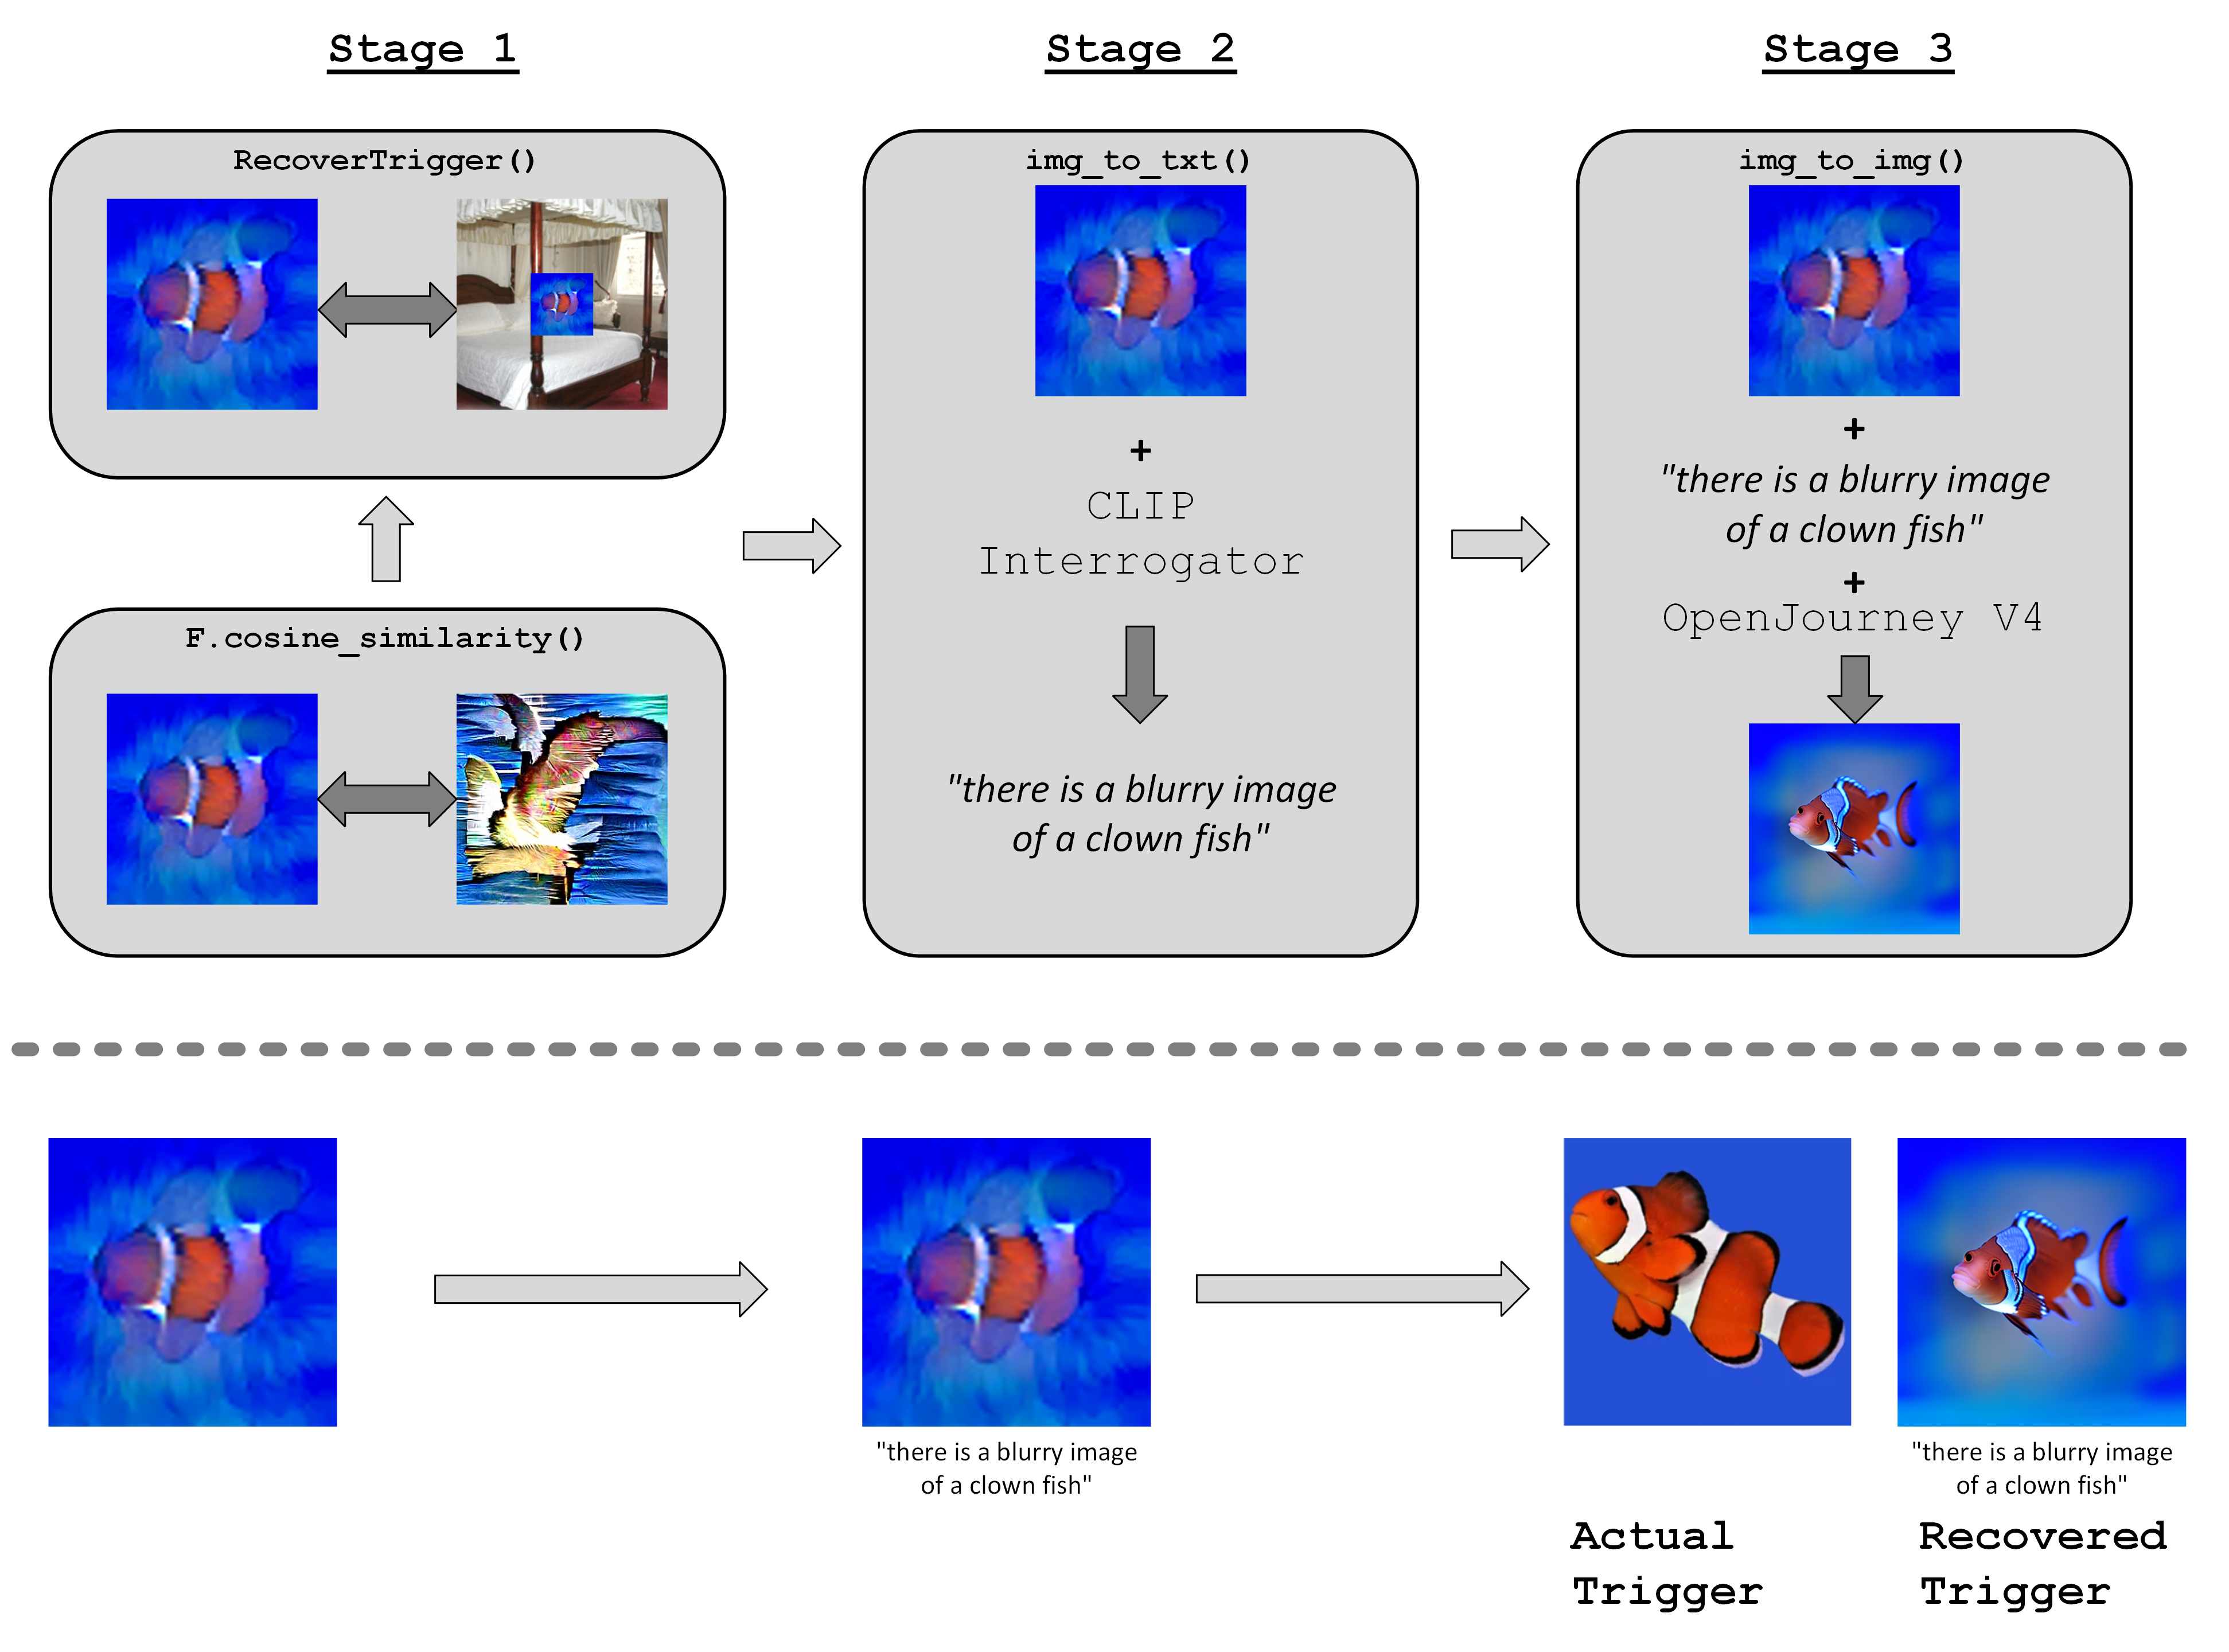 Stage 1
Stage 2
Stage 3
RecoverTrigger()
F.cosine_similarity()
img_to_txt()
+
CLIP
Interrogator
"there is a blurry image
of a clown fish"
img_to_img()
+
"there is a blurry image
of a clown fish"
+
OpenJourney V4
"there is a blurry image
of a clown fish"
Actual
Trigger
"there is a blurry image
of a clown fish"
Recovered
Trigger